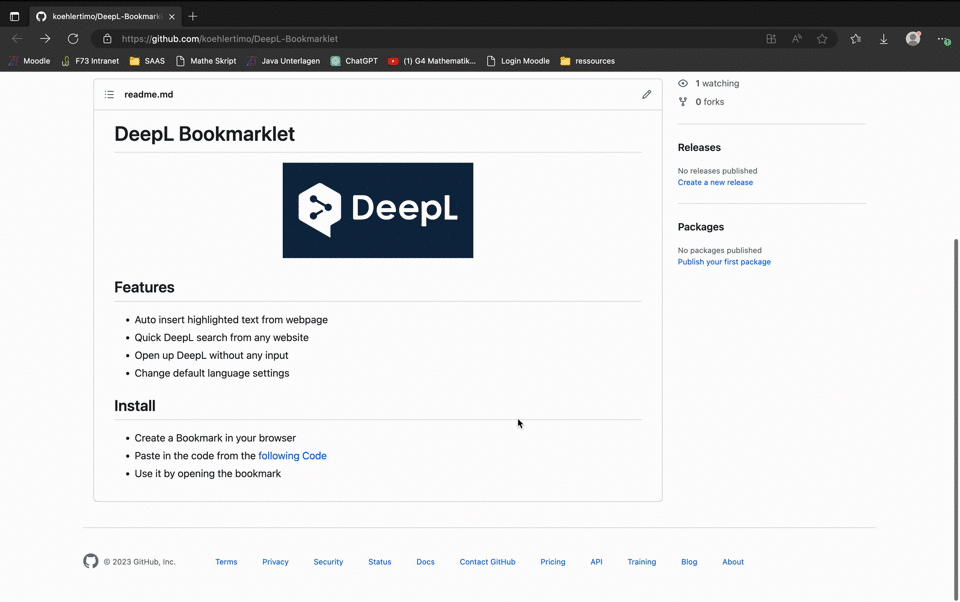 koehlertimo/DeepL-Bookmarkl
https://github.com/koehlertimo/DeepL-Bookmarklet
Moodle
F73 Intranet
SAAS
Mathe Skript
Java Unterlagen
ChatGPT
(1) G4 Mathematik...
Login Moodle
ressources
readme.md
DeepL Bookmarklet
DeepL
Features
Auto insert highlighted text from webpage
Quick DeepL search from any website
Open up DeepL without any input
Change default language settings
Install
Create a Bookmark in your browser
Paste in the code from the following Code
Use it by opening the bookmark
1 watching
0 forks
Releases
No releases published
Create a new release
Packages
No packages published
Publish your first package
© 2023 GitHub, Inc.
Terms
Privacy
Security
Status
Docs
Contact GitHub
Pricing
API
Training
Blog
About